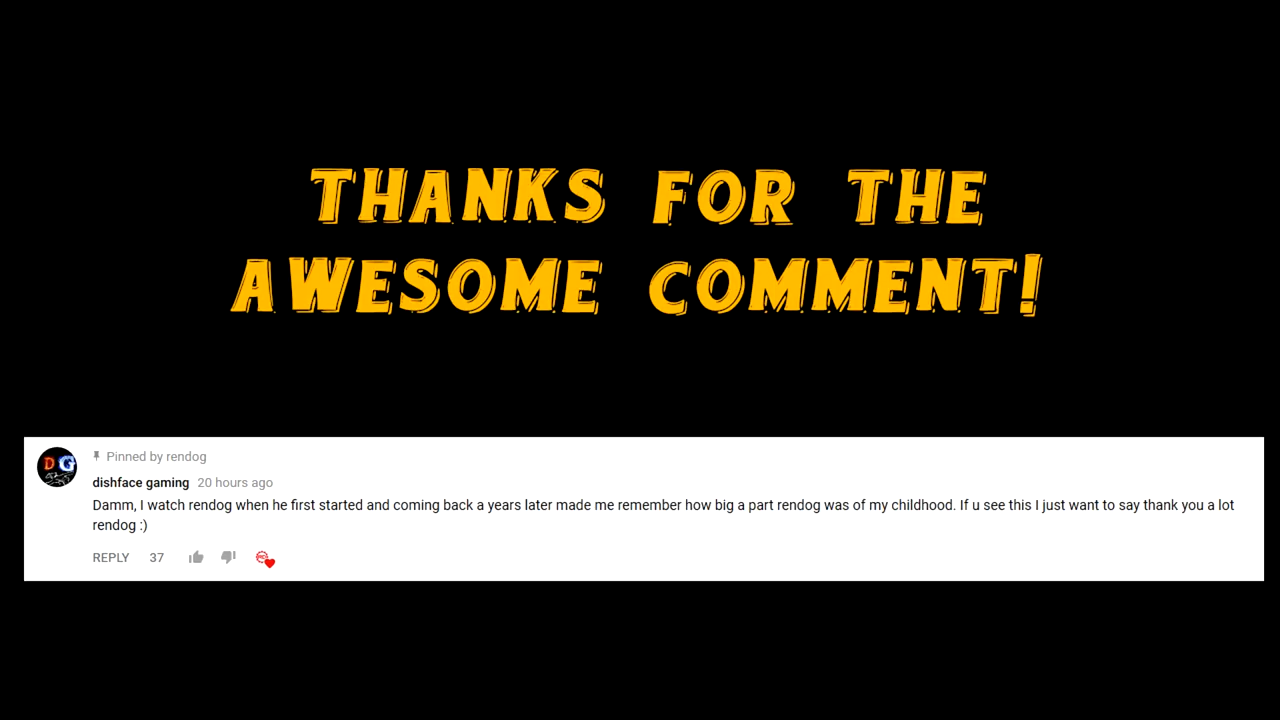 THANKS FOR THE
AWESOME COMMENT!
Pinned by rendog
dishface gaming 20 hours ago
Damm, I watch rendog when he first started and coming back a years later made me remember how big a part rendog was of my childhood. If u see this I just want to say thank you a lot
rendog :)
REPLY 37
DG